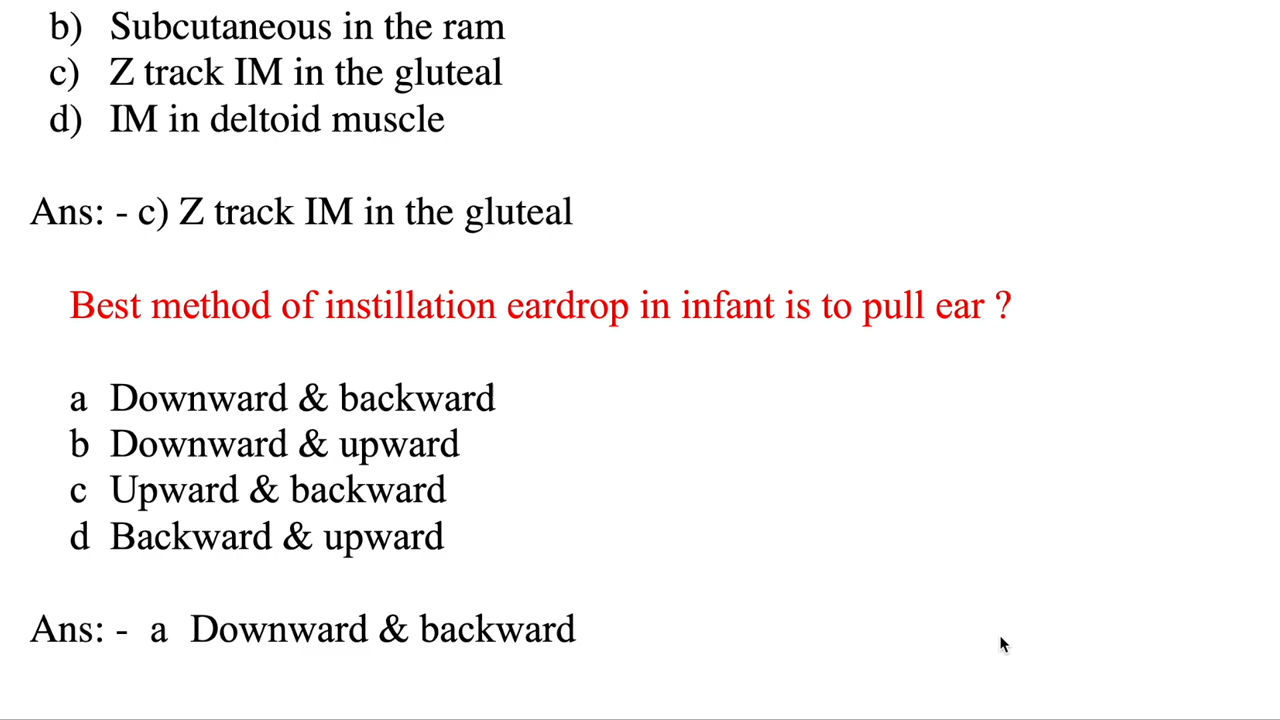 b) Subcutaneous in the ram
c) Z track IM in the gluteal
d) IM in deltoid muscle
Ans: - c) Z track IM in the gluteal
Best method of instillation eardrop in infant is to pull ear ?
a Downward & backward
b Downward & upward
c Upward & backward
d Backward & upward
Ans: - a Downward & backward